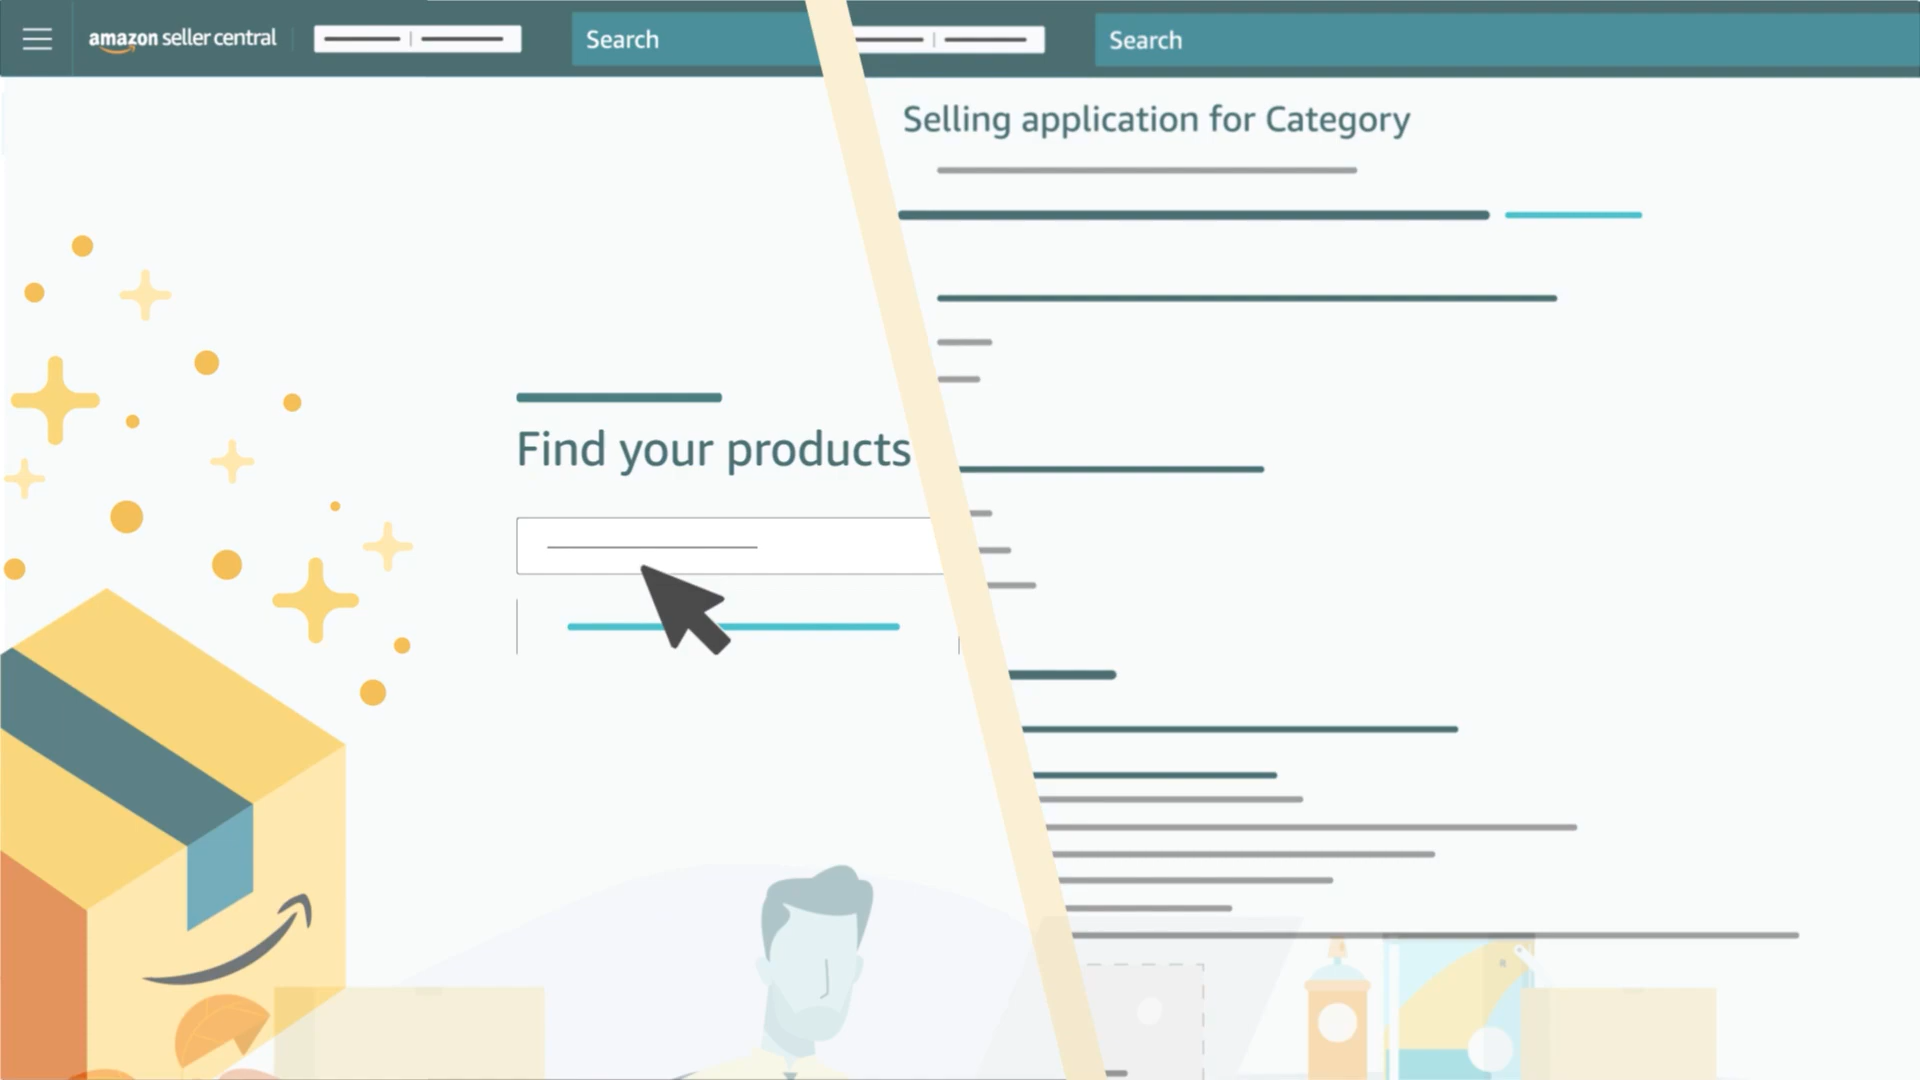 amazon seller central
Search
Search
Selling application for Category
Find your products